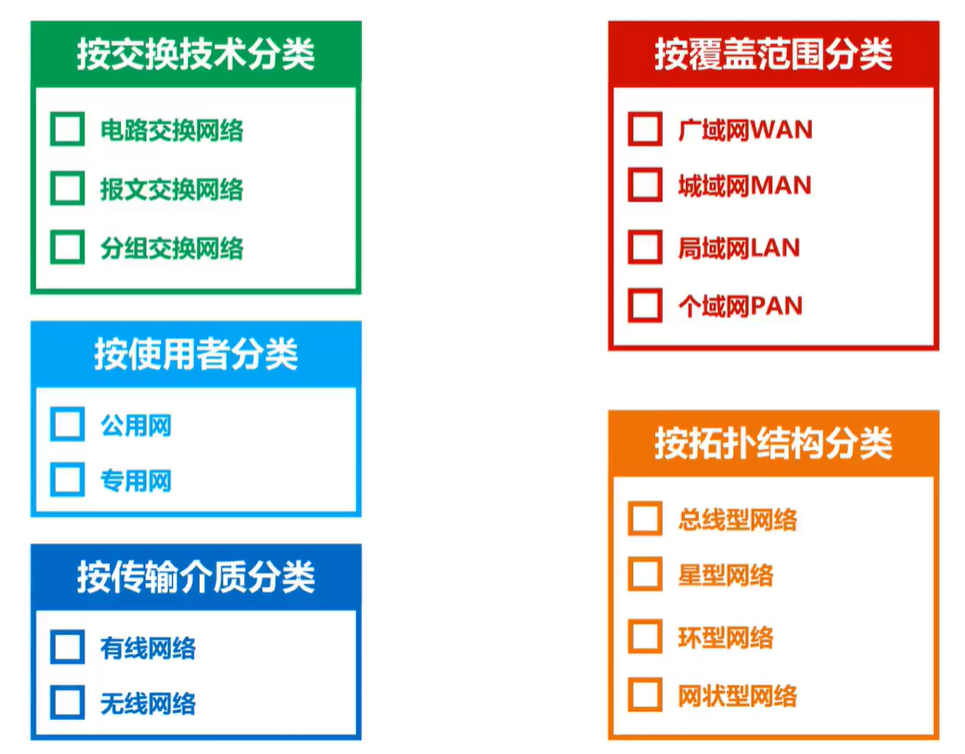 按交换技术分类
电路交换网络
报文交换网络
分组交换网络
按使用者分类
公用网
专用网
按传输介质分类
有线网络
无线网络
按覆盖范围分类
广域网WAN
城域网MAN
局域网LAN
个域网PAN
按拓扑结构分类
总线型网络
星型网络
环型网络
网状型网络